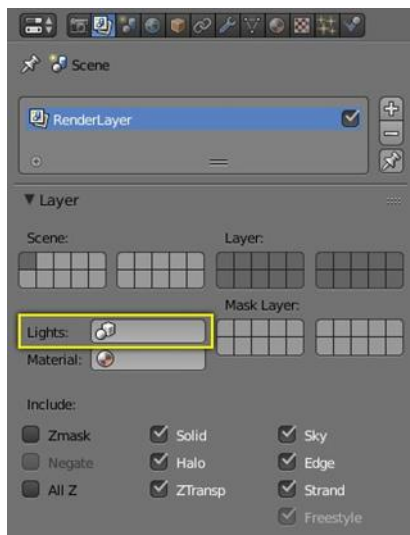 Scene
RenderLayer
Layer
Scene: Layer:
Mask Layer:
Lights:
Material:
Include:
Zmask Solid Sky
Negate Halo Edge
All Z ZTransp Strand
Freestyle